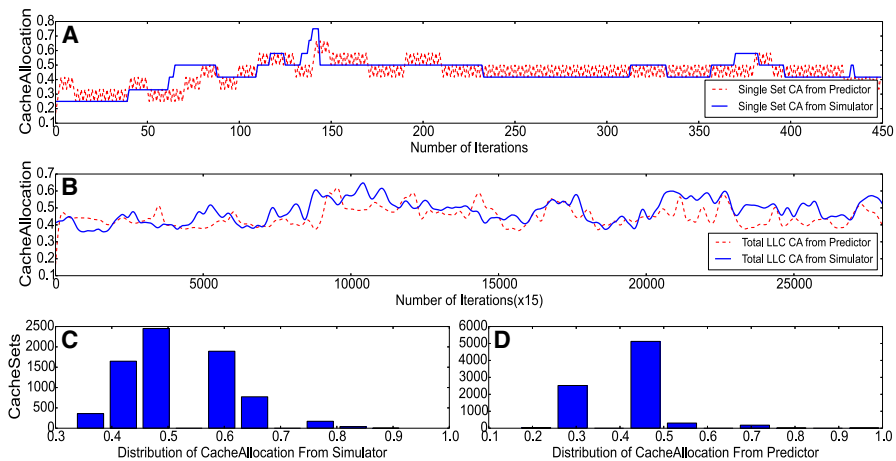 A
CacheAllocation
0.8
0.7
0.6
0.5
0.4
0.3
0.2
0.1
Single Set CA from Predictor
Single Set CA from Simulator
0 50 100 150 200 250 300 350 400 450
Number of Iterations
B
CacheAllocation
0.7
0.6
0.5
0.4
0.3
0.2
0.1
Total LLC CA from Predictor
Total LLC CA from Simulator
0 5000 10000 15000 20000 25000
Number of Iterations(x15)
C
CacheSets
2500
2000
1500
1000
500
0
0.3 0.4 0.5 0.6 0.7 0.8 0.9 1.0
Distribution of CacheAllocation From Simulator
D
6000
5000
4000
3000
2000
1000
0
0.1 0.2 0.3 0.4 0.5 0.6 0.7 0.8 0.9 1.0
Distribution of CacheAllocation From Predictor